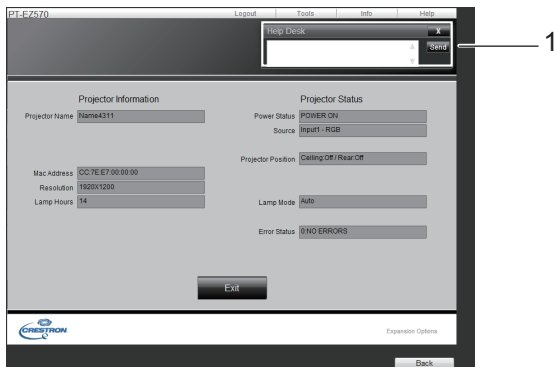 PT-EZ570
Logout Tools Info Help
Help Desk X
Send
1
Projector Information Projector Status
Projector Name Name4311 Power Status POWER ON
Source Input1 - RGB
Projector Position Ceiling:Off / Rear:Off
Mac Address CC:7E:E7:00:00:00
Resolution 1920X1200
Lamp Hours 14 Lamp Mode Auto
Error Status 0:NO ERRORS
Exit
CRESTRON Expansion Options
Back